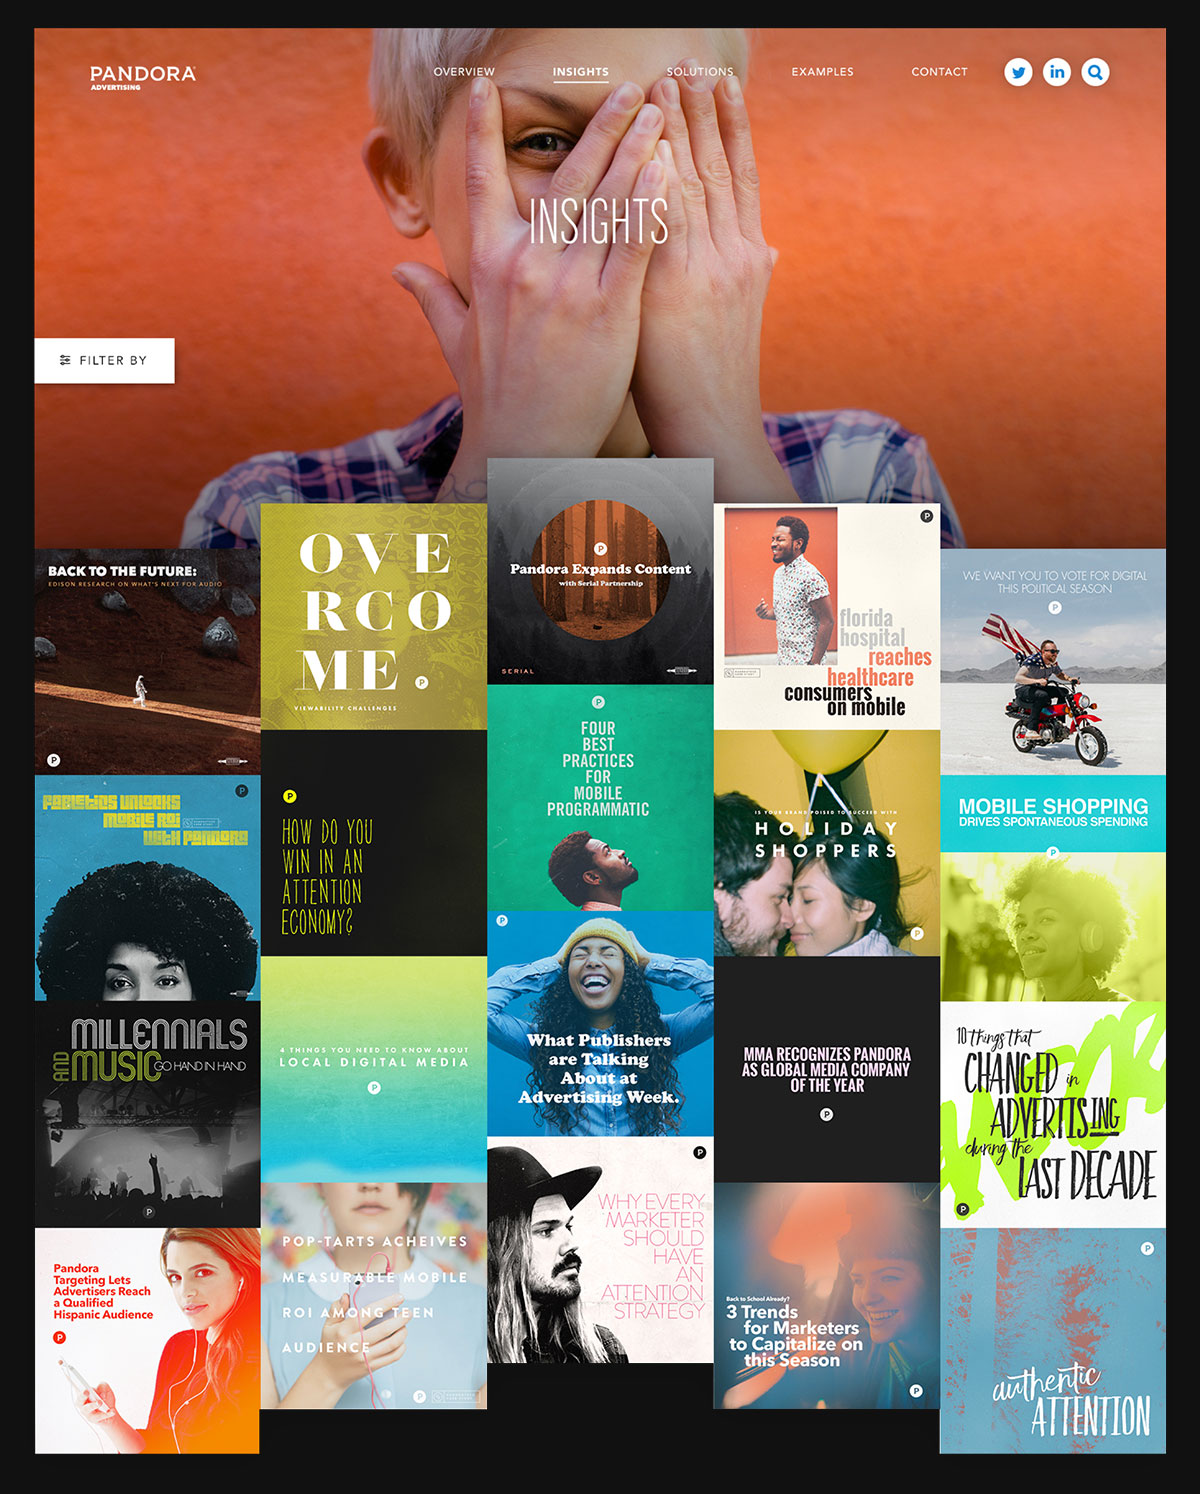 PANDORA
ADVERTISING
OVERVIEW
INSIGHTS
SOLUTIONS
EXAMPLES
CONTACT
INSIGHTS
FILTER BY
BACK TO THE FUTURE:
EDISON RESEARCH ON WHAT'S NEXT FOR AUDIO
P
FABLETICS UNLOCKS
MOBILE ROI
WITH PANDORA
P
MILLENNIALS
AND MUSIC
GO HAND IN HAND
P
Pandora
Targeting Lets
Advertisers Reach
a Qualified
Hispanic Audience
P
OVE
RCO
ME
P
VIEWABILITY CHALLENGES
P
HOW DO YOU
WIN IN AN
ATTENTION
ECONOMY?
4 THINGS YOU NEED TO KNOW ABOUT
LOCAL DIGITAL MEDIA
P
POP-TARTS ACHEIVES
MEASURABLE MOBILE
ROI AMONG TEEN
AUDIENCE
P
P
Pandora Expands Content
with Serial Partnership
SERIAL
P
FOUR
BEST
PRACTICES
FOR
MOBILE
PROGRAMMATIC
P
What Publishers
are Talking
About at
Advertising Week.
P
WHY EVERY
MARKETER
SHOULD
HAVE
AN
ATTENTION
STRATEGY
P
florida
hospital
reaches
healthcare
consumers
on mobile
IS YOUR BRAND POISED TO SUCCEED WITH
HOLIDAY
SHOPPERS
P
MMA RECOGNIZES PANDORA
AS GLOBAL MEDIA COMPANY
OF THE YEAR
P
Back to School Already?
3 Trends
for Marketers
to Capitalize on
this Season
P
WE WANT YOU TO VOTE FOR DIGITAL
THIS POLITICAL SEASON
P
MOBILE SHOPPING
DRIVES SPONTANEOUS SPENDING
P
10 things that
CHANGED in
ADVERTISING
during the
LAST DECADE
P
P
authentic
ATTENTION